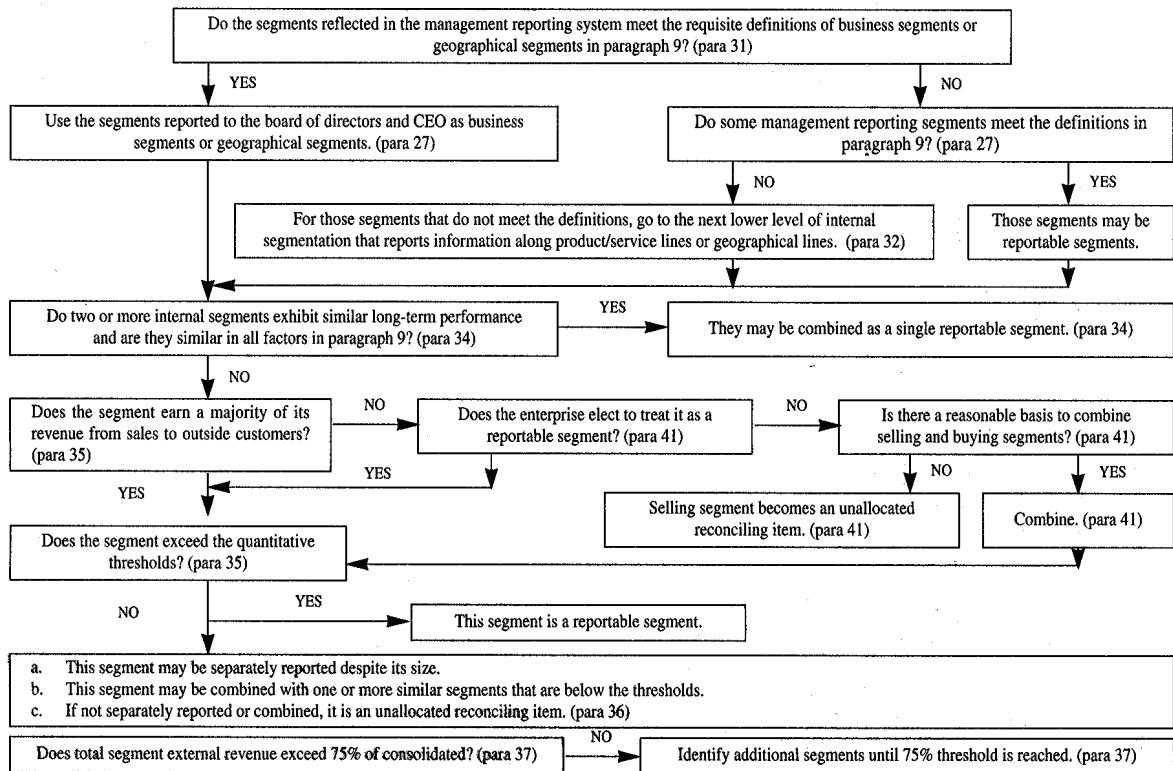 Do the segments reflected in the management reporting system meet the requisite definitions of business segments or
geographical segments in paragraph 9? (para 31)
YES
NO
Use the segments reported to the board of directors and CEO as business
segments or geographical segments. (para 27)
Do some management reporting segments meet the definitions in
paragraph 9? (para 27)
NO
YES
For those segments that do not meet the definitions, go to the next lower level of internal
segmentation that reports information along product/service lines or geographical lines. (para 32)
Those segments may be
reportable segments.
Do two or more internal segments exhibit similar long-term performance
and are they similar in all factors in paragraph 9? (para 34)
YES
They may be combined as a single reportable segment. (para 34)
NO
Does the segment earn a majority of its
revenue from sales to outside customers?
(para 35)
NO
Does the enterprise elect to treat it as a
reportable segment? (para 41)
NO
Is there a reasonable basis to combine
selling and buying segments? (para 41)
YES
YES
NO
YES
Selling segment becomes an unallocated
reconciling item. (para 41)
Combine. (para 41)
Does the segment exceed the quantitative
thresholds? (para 35)
NO
YES
This segment is a reportable segment.
a. This segment may be separately reported despite its size.
b. This segment may be combined with one or more similar segments that are below the thresholds.
c. If not separately reported or combined, it is an unallocated reconciling item. (para 36)
Does total segment external revenue exceed 75% of consolidated? (para 37)
NO
Identify additional segments until 75% threshold is reached. (para 37)